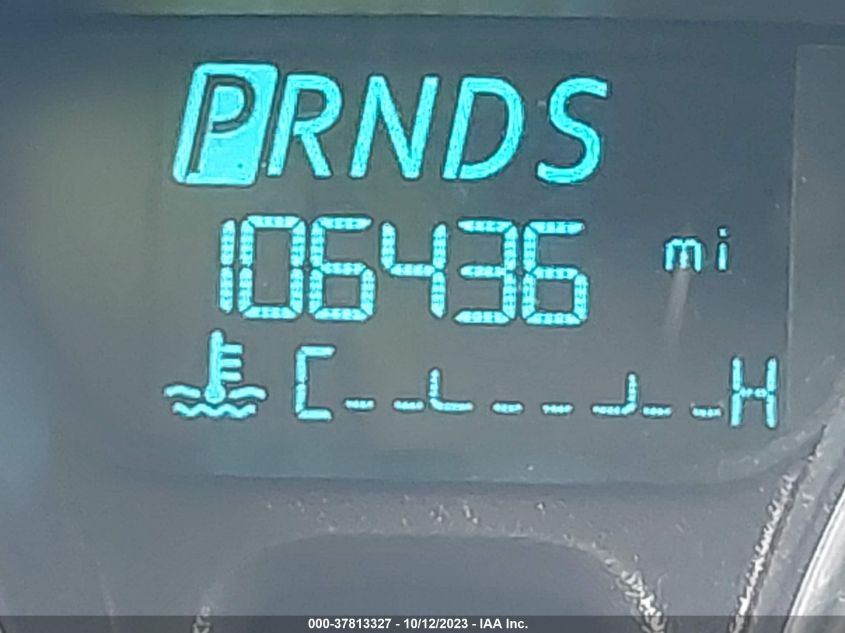 PRNDS
106436 mi
C H
000-37813327 - 10/12/2023 - IAA Inc.